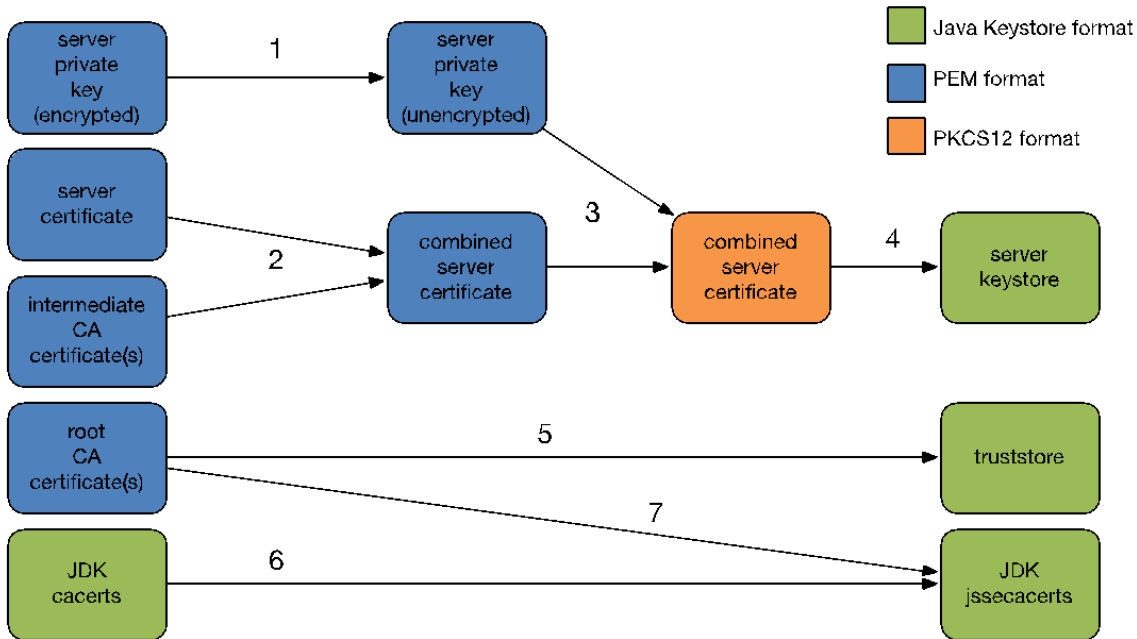 server
private
key
(encrypted)
1
server
private
key
(unencrypted)
Java Keystore format
PEM format
PKCS12 format
server
certificate
2
intermediate
CA
certificate(s)
combined
server
certificate
3
combined
server
certificate
4
server
keystore
root
CA
certificate(s)
5
truststore
7
JDK
cacerts
6
JDK
jssecacerts